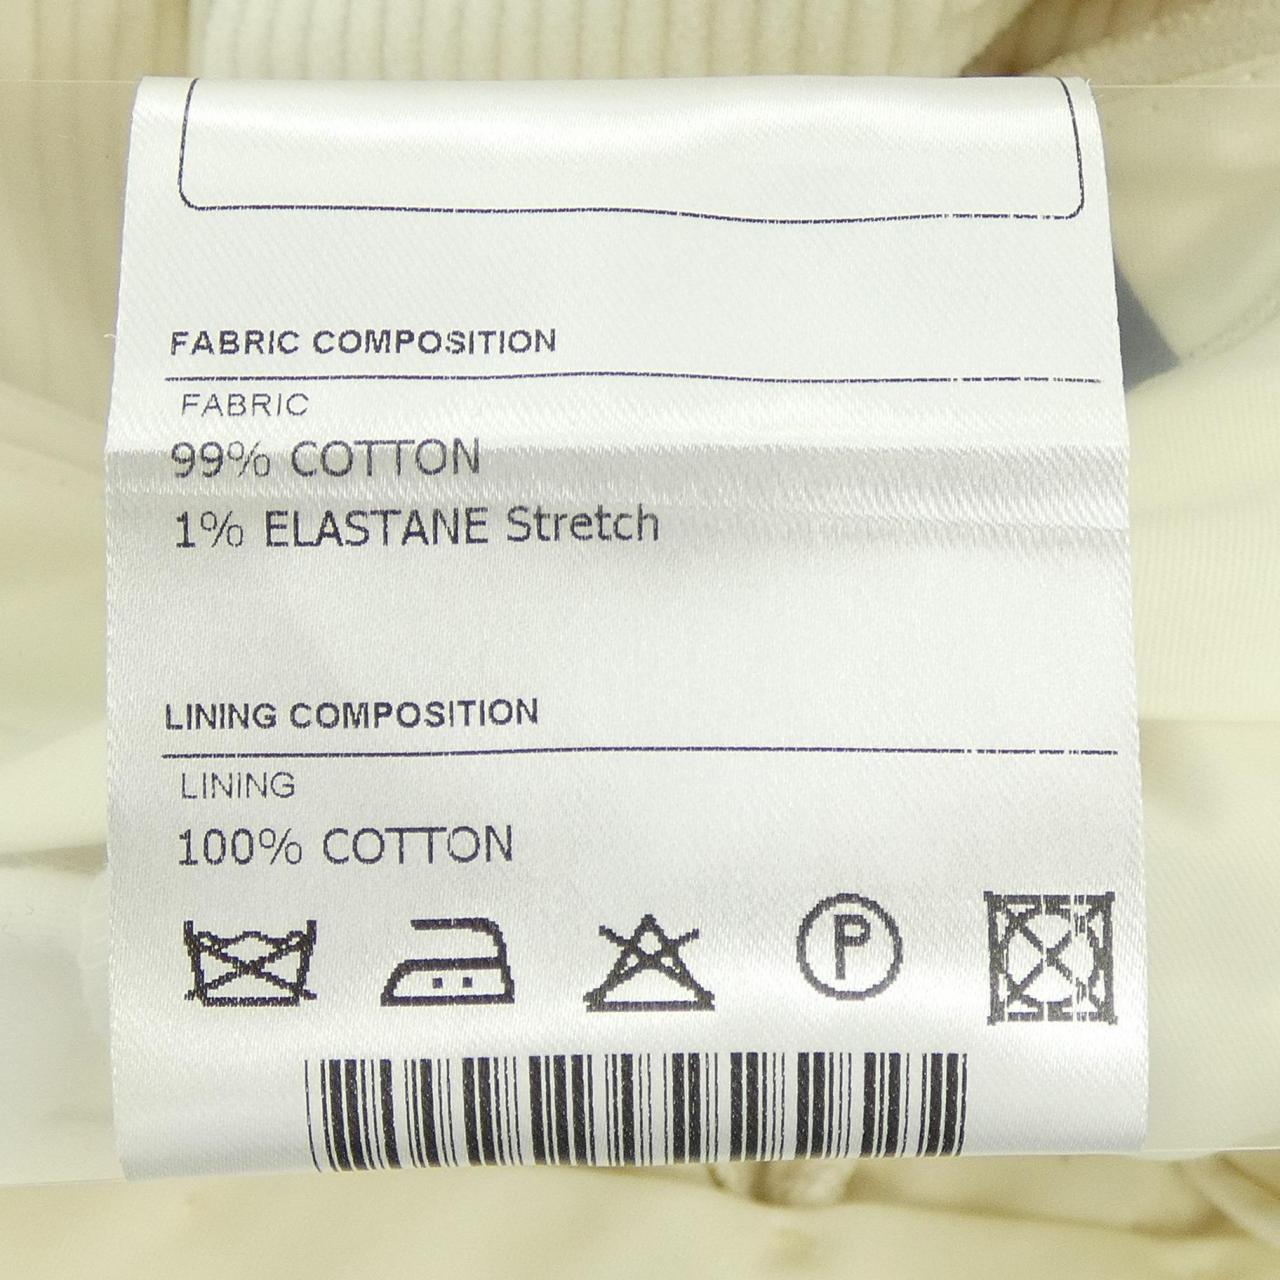 FABRIC COMPOSITION
FABRIC
99% COTTON
1% ELASTANE Stretch
LINING COMPOSITION
LINING
100% COTTON
P